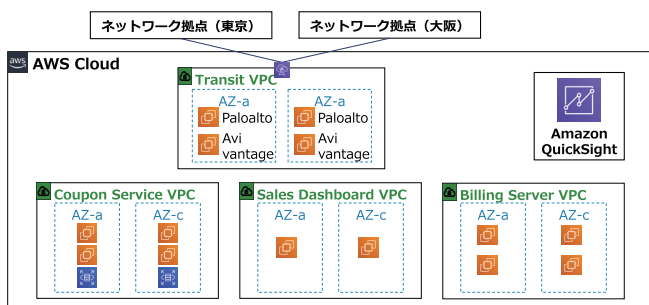 ネットワーク拠点（東京）
ネットワーク拠点（大阪）
aws
AWS Cloud
Transit VPC
AZ-a
Paloalto
Avi
vantage
AZ-a
Paloalto
Avi
vantage
Amazon
QuickSight
Coupon Service VPC
AZ-a
AZ-c
Sales Dashboard VPC
AZ-a
AZ-c
Billing Server VPC
AZ-a
AZ-c